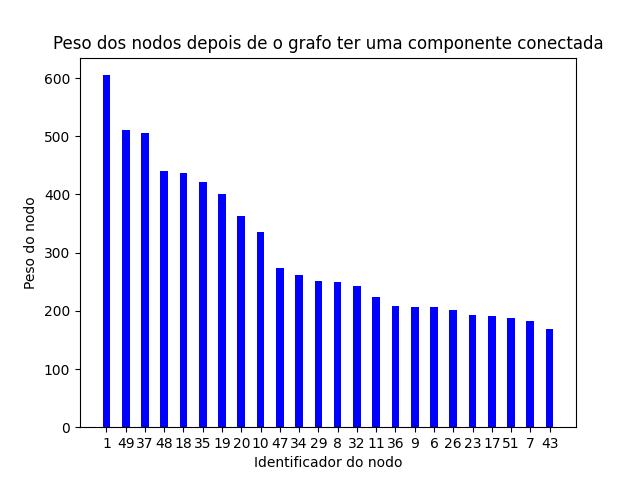 Peso dos nodos depois de o grafo ter uma componente conectada
600
500
400
300
200
100
0
Peso do nodo
1 49 37 48 18 35 19 20 10 47 34 29 8 32 11 36 9 6 26 23 17 51 7 43
Identificador do nodo